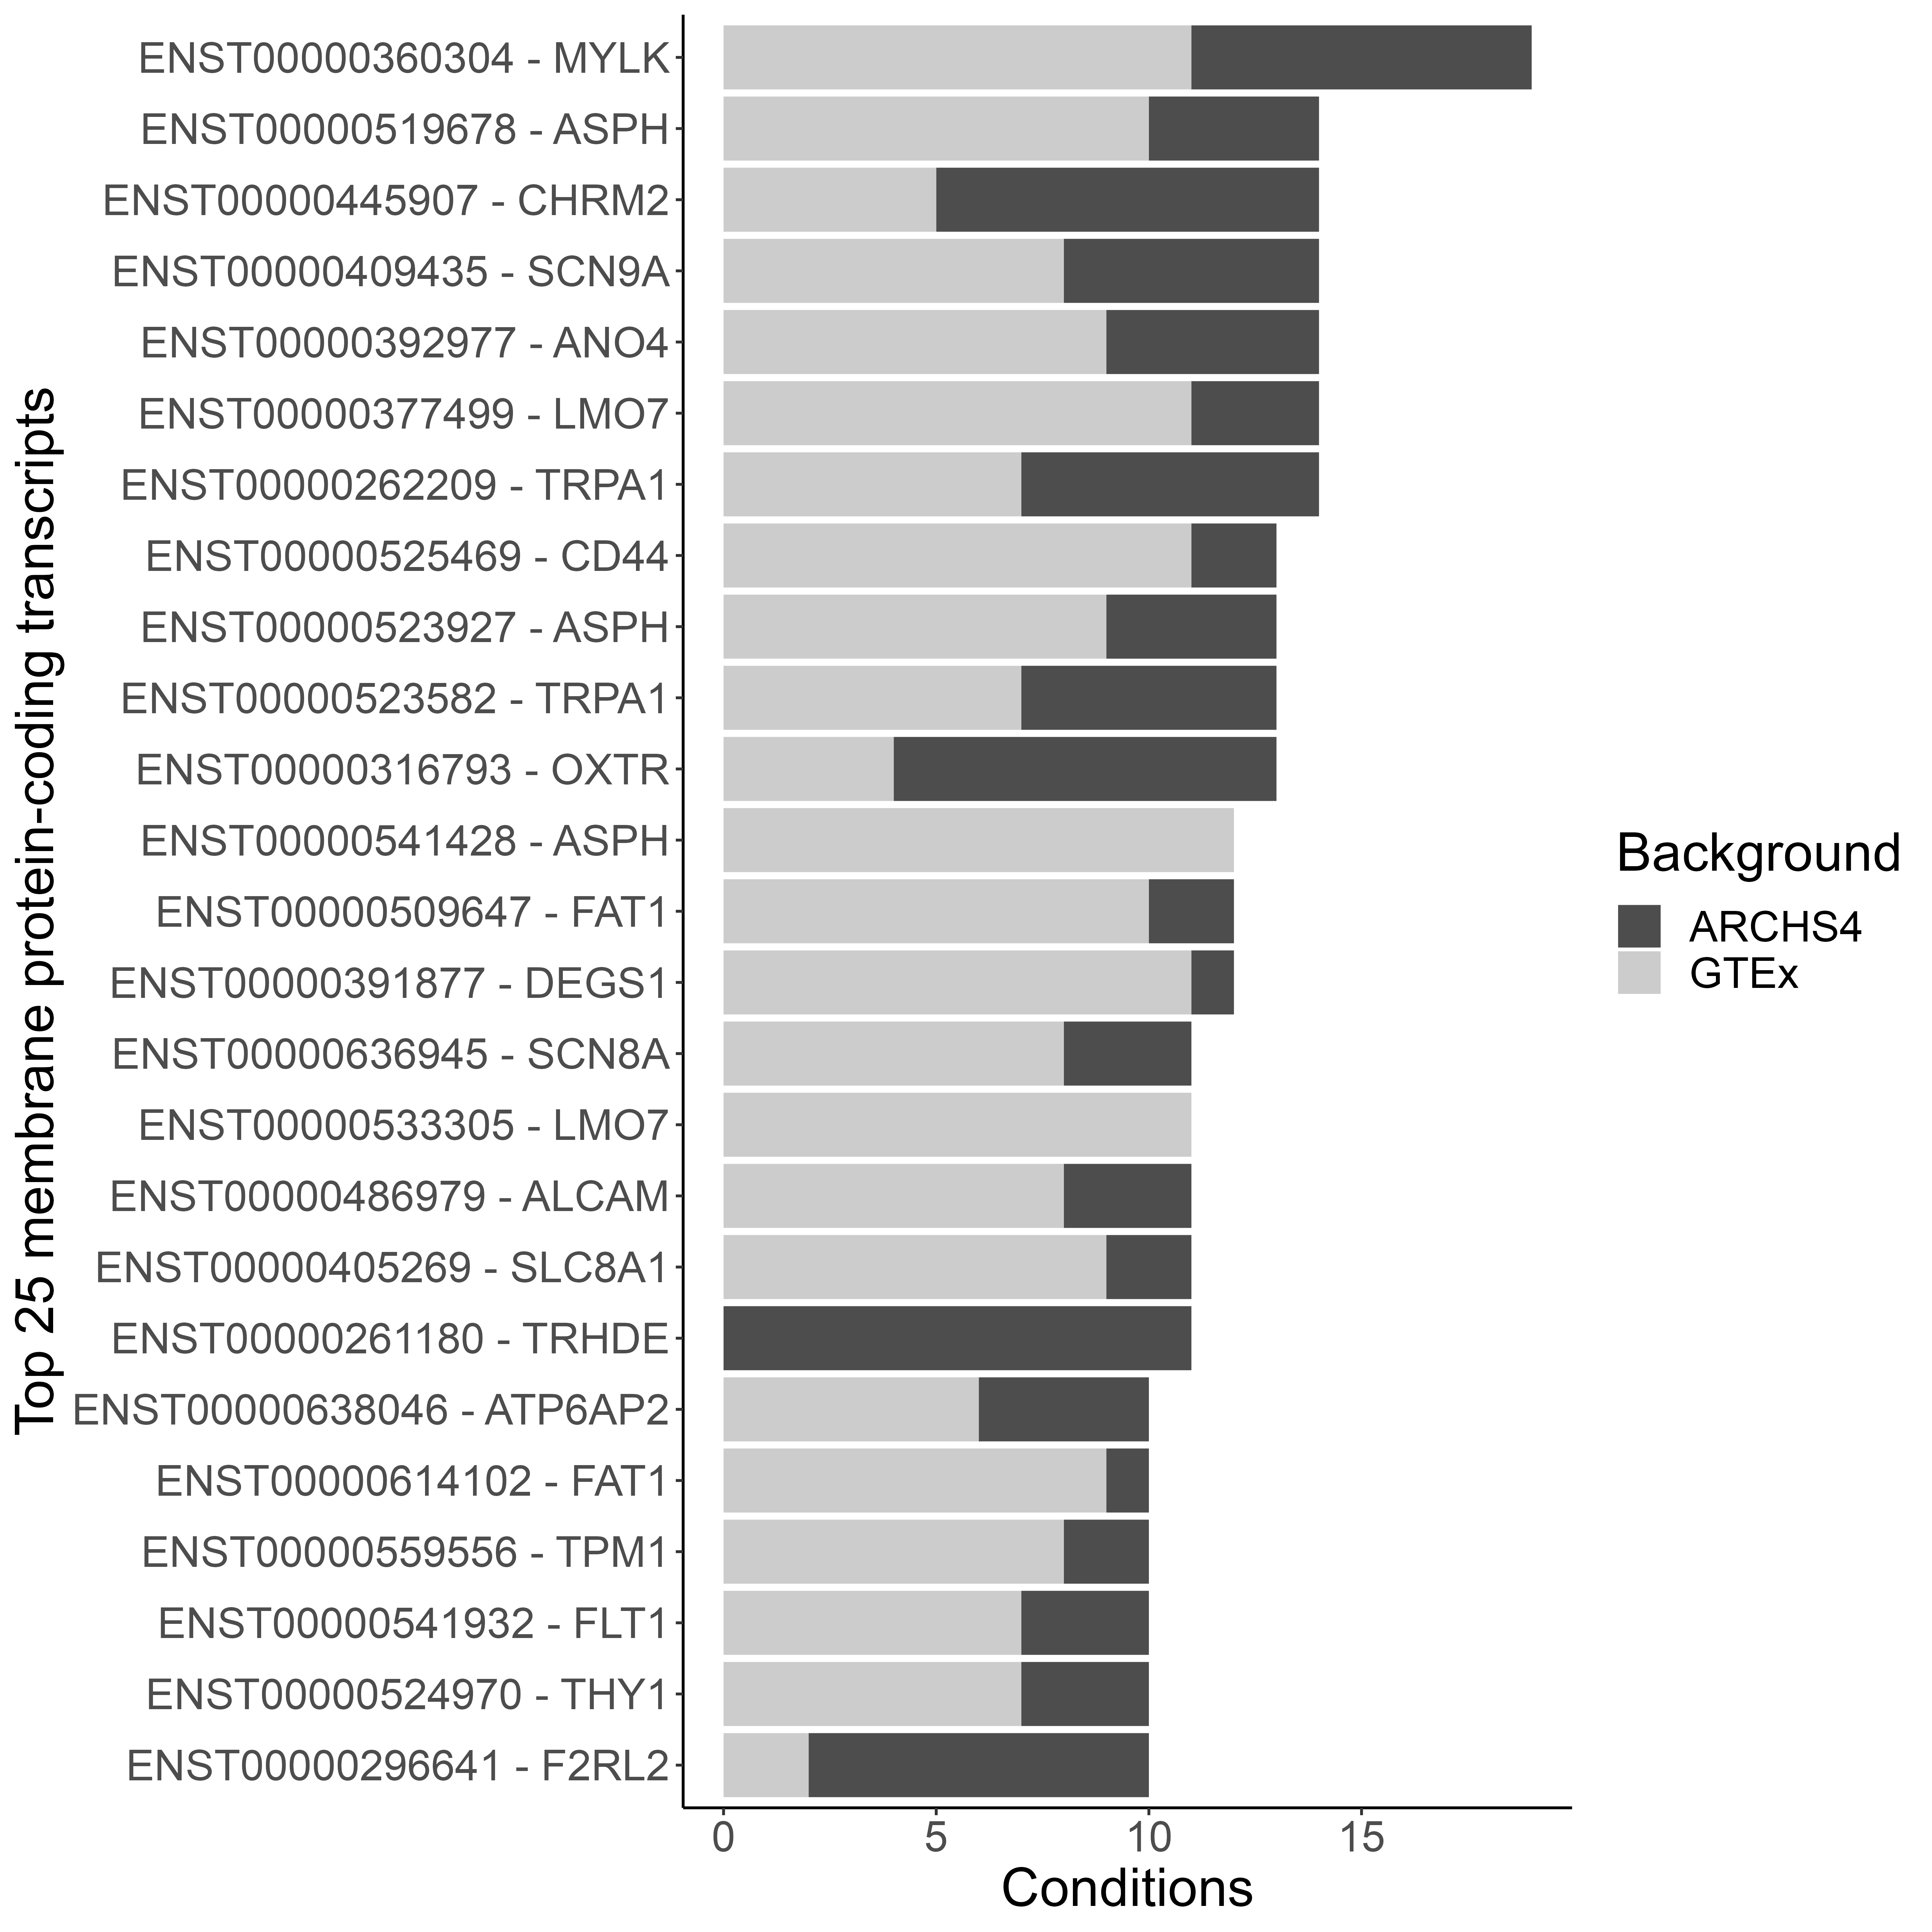 Top 25 membrane protein-coding transcripts
ENST00000360304 - MYLK
ENST00000519678 - ASPH
ENST00000445907 - CHRM2
ENST00000409435 - SCN9A
ENST00000392977 - ANO4
ENST00000377499 - LMO7
ENST00000262209 - TRPA1
ENST00000525469 - CD44
ENST00000523927 - ASPH
ENST00000523582 - TRPA1
ENST00000316793 - OXTR
ENST00000541428 - ASPH
ENST00000509647 - FAT1
ENST00000391877 - DEGS1
ENST00000636945 - SCN8A
ENST00000533305 - LMO7
ENST00000486979 - ALCAM
ENST00000405269 - SLC8A1
ENST00000261180 - TRHDE
ENST00000638046 - ATP6AP2
ENST00000614102 - FAT1
ENST00000559556 - TPM1
ENST00000541932 - FLT1
ENST00000524970 - THY1
ENST00000296641 - F2RL2
0 5 10 15
Conditions
Background
ARCHS4
GTEx